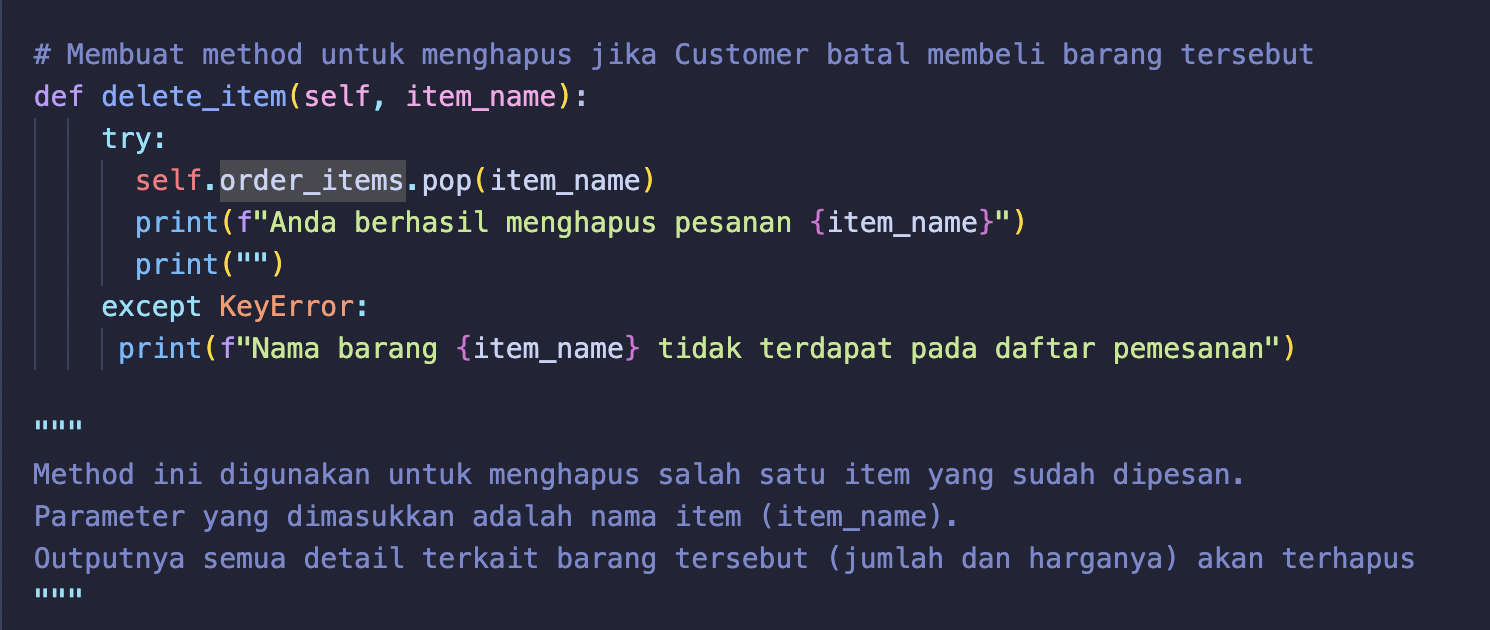 # Membuat method untuk menghapus jika Customer batal membeli barang tersebut
def delete_item(self, item_name):
try:
self.order_items.pop(item_name)
print(f"Anda berhasil menghapus pesanan {item_name}")
print("")
except KeyError:
print(f"Nama barang {item_name} tidak terdapat pada daftar pemesanan")
"""
Method ini digunakan untuk menghapus salah satu item yang sudah dipesan.
Parameter yang dimasukkan adalah nama item (item_name).
Outputnya semua detail terkait barang tersebut (jumlah dan harganya) akan terhapus
"""